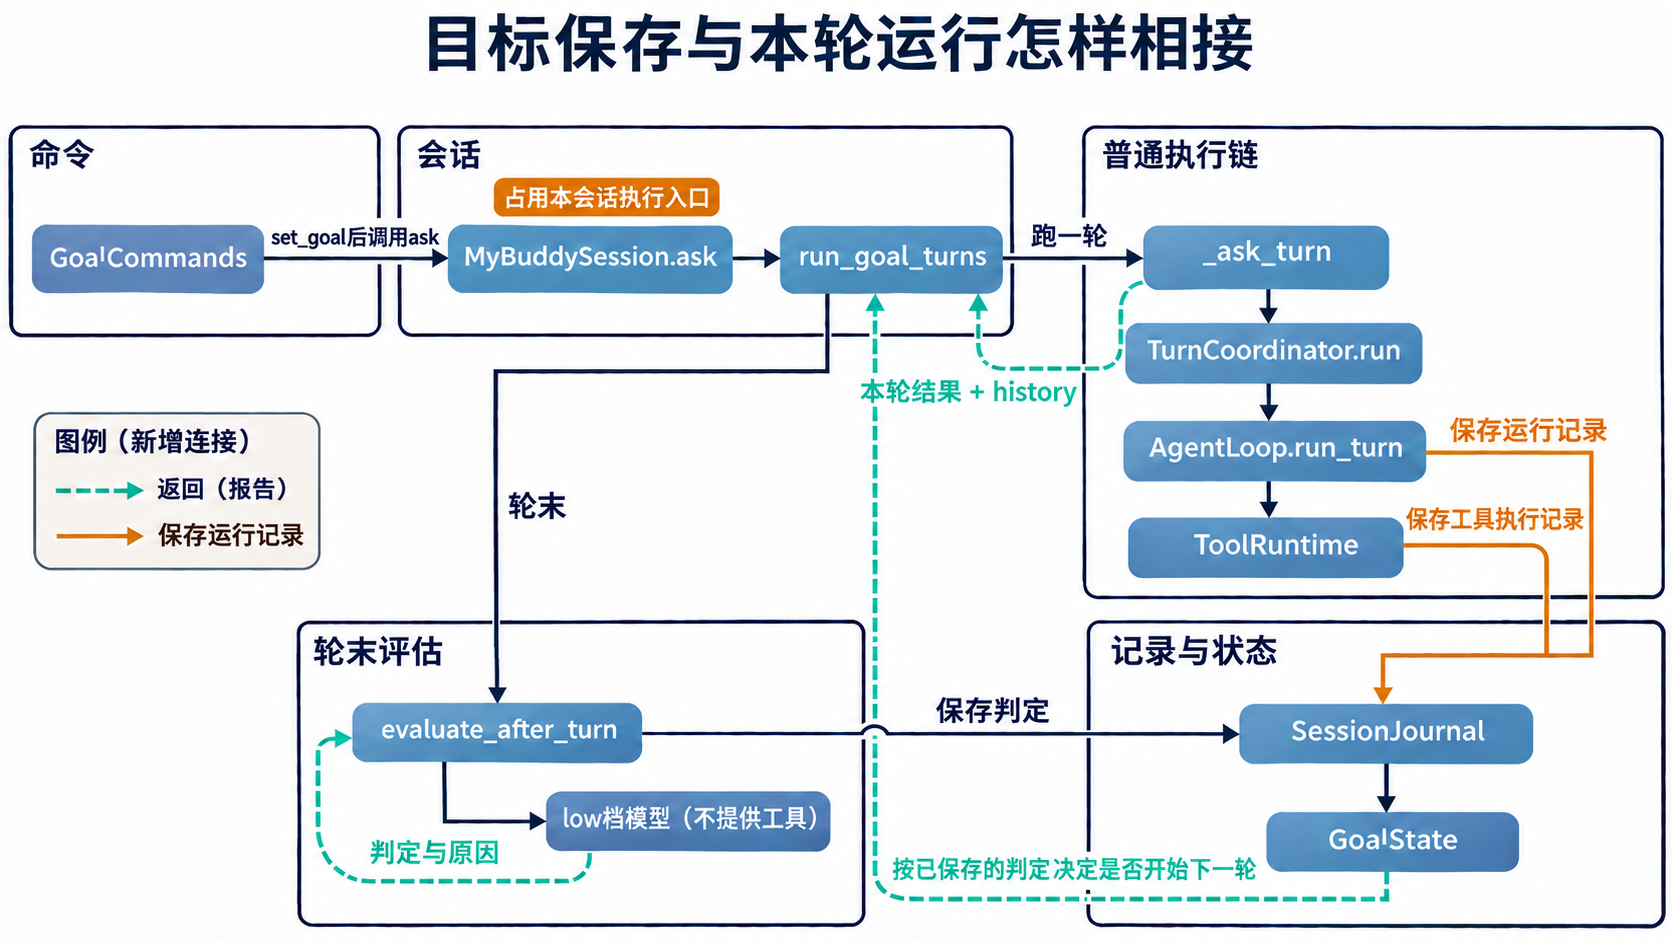 目标保存与本轮运行怎样相接
命令
GoalCommands
set_goal后调用ask
会话
占用本会话执行入口
MyBuddySession.ask
run_goal_turns
跑一轮
普通执行链
_ask_turn
TurnCoordinator.run
AgentLoop.run_turn
ToolRuntime
本轮结果 + history
保存运行记录
保存工具执行记录
图例（新增连接）
返回（报告）
保存运行记录
轮末
轮末评估
evaluate_after_turn
low档模型（不提供工具）
判定与原因
保存判定
记录与状态
SessionJournal
GoalState
按已保存的判定决定是否开始下一轮